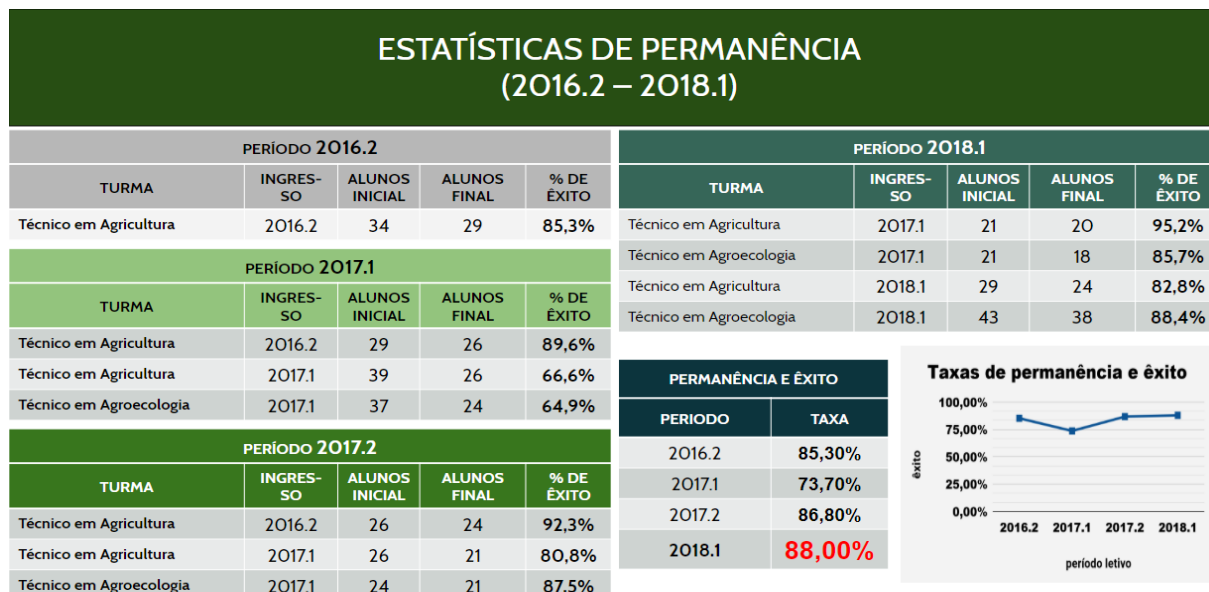 ESTATÍSTICAS DE PERMANÊNCIA
(2016.2 – 2018.1)
PERÍODO 2016.2
TURMA INGRES-SO ALUNOS INICIAL ALUNOS FINAL % DE ÊXITO
Técnico em Agricultura 2016.2 34 29 85,3%
PERÍODO 2017.1
TURMA INGRES-SO ALUNOS INICIAL ALUNOS FINAL % DE ÊXITO
Técnico em Agricultura 2016.2 29 26 89,6%
Técnico em Agricultura 2017.1 39 26 66,6%
Técnico em Agroecologia 2017.1 37 24 64,9%
PERÍODO 2017.2
TURMA INGRES-SO ALUNOS INICIAL ALUNOS FINAL % DE ÊXITO
Técnico em Agricultura 2016.2 26 24 92,3%
Técnico em Agricultura 2017.1 26 21 80,8%
Técnico em Agroecologia 2017.1 24 21 87,5%
PERÍODO 2018.1
TURMA INGRES-SO ALUNOS INICIAL ALUNOS FINAL % DE ÊXITO
Técnico em Agricultura 2017.1 21 20 95,2%
Técnico em Agroecologia 2017.1 21 18 85,7%
Técnico em Agricultura 2018.1 29 24 82,8%
Técnico em Agroecologia 2018.1 43 38 88,4%
PERMANÊNCIA E ÊXITO
PERIODO TAXA
2016.2 85,30%
2017.1 73,70%
2017.2 86,80%
2018.1 88,00%
Taxas de permanência e êxito
100,00%
75,00%
50,00%
25,00%
0,00%
êxito
2016.2 2017.1 2017.2 2018.1
período letivo